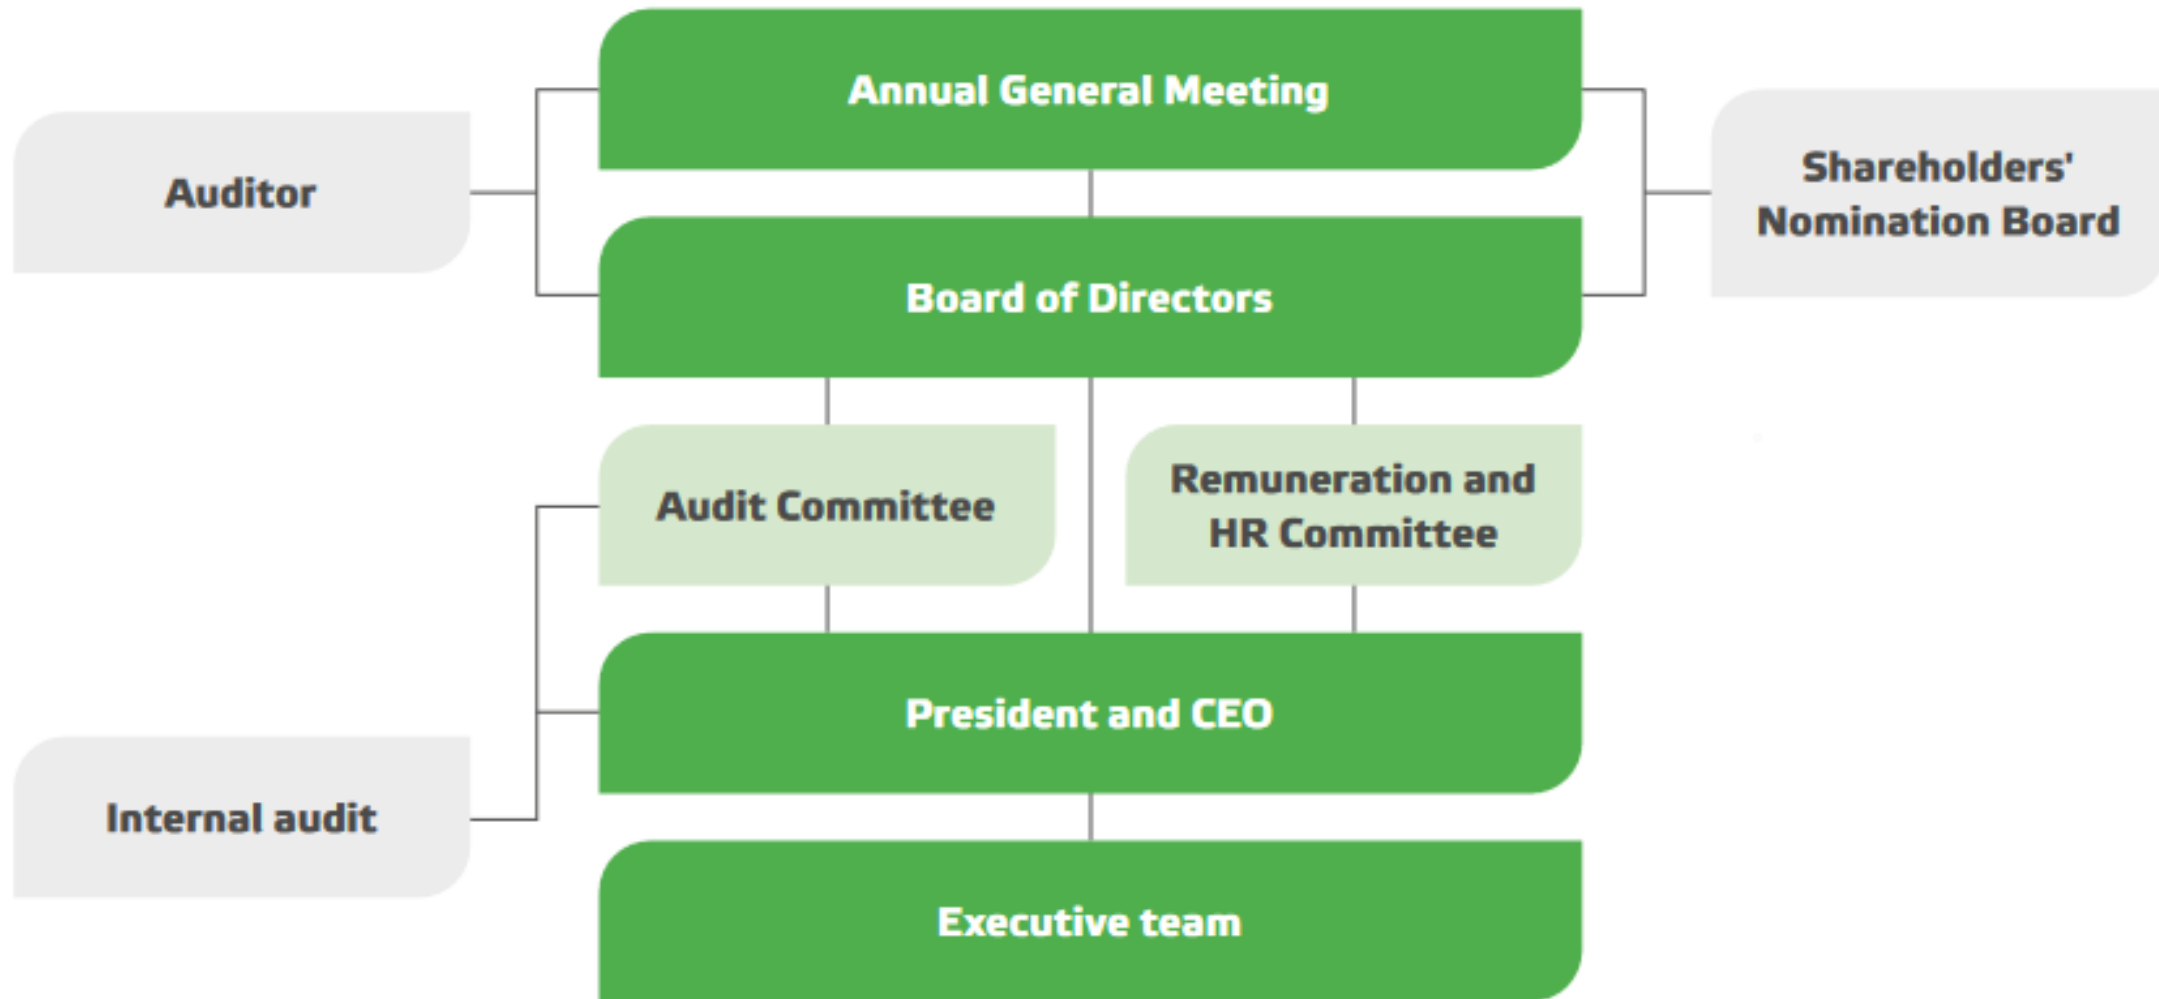 Annual General Meeting
Auditor
Shareholders'
Nomination Board
Board of Directors
Audit Committee
Remuneration and
HR Committee
President and CEO
Internal audit
Executive team